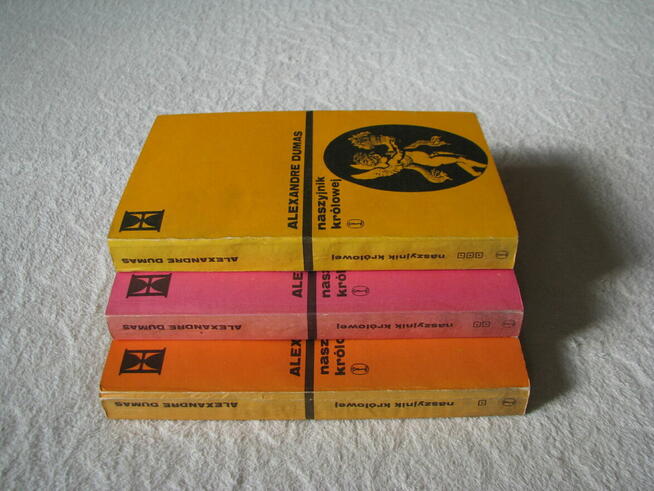 ALEXANDRE DUMAS
naszyjnik
królowej
ALEXANDRE DUMAS
naszyjnik królowej
ALE
nasz
król
ALEXANDRE DUMAS
naszyjnik królowej
ALEX
nasz
królo
ALEXANDRE DUMAS
naszyjnik królowej